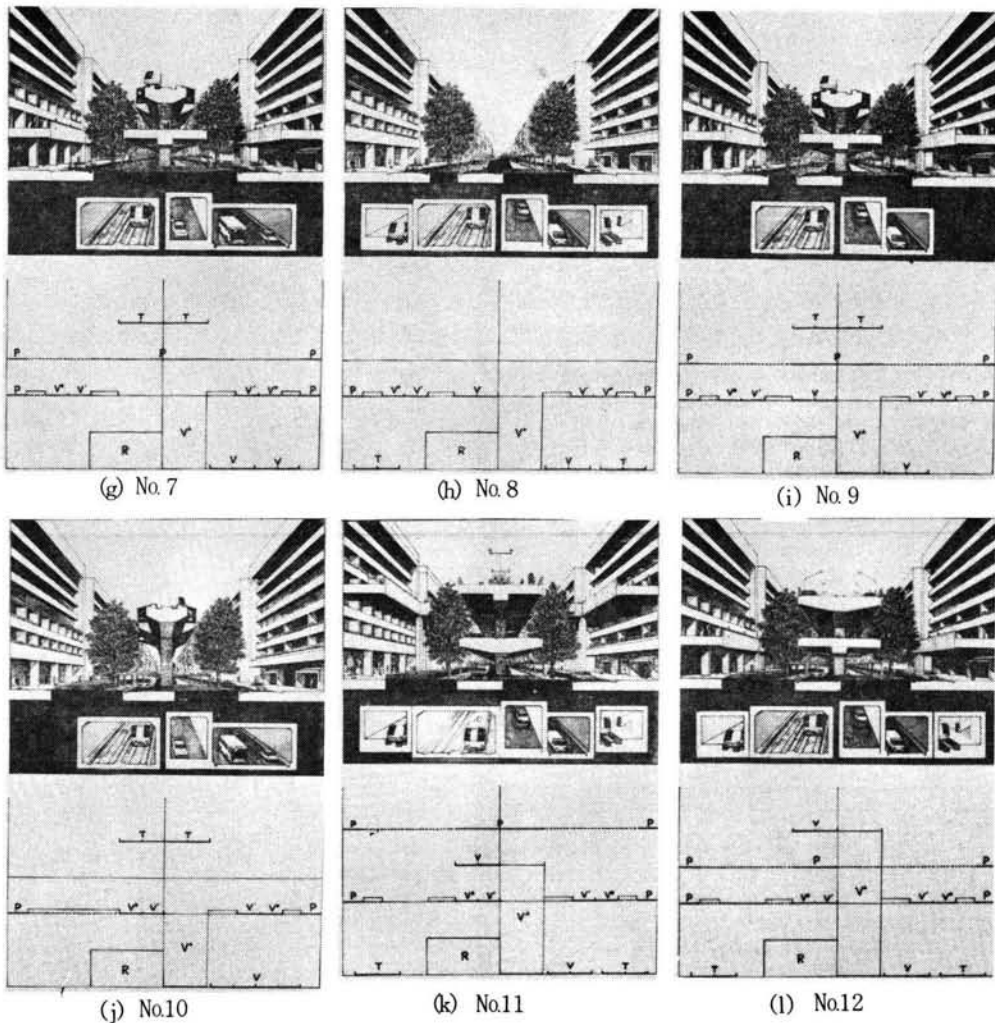 T T
P P P
P V" V' V' V" P
R V"
V V
(g) No. 7
P V" V' V V' V" P
R V"
T V T
(h) No. 8
T T
P P P
P V" V' V V' V" P
R V"
V
(i) No. 9
T T
P V" V' V' V" P
R V"
V
(j) No.10
P P P
V
P V" V' V' V" P
V"
R
T V T
(k) No.11
V
P P P
V"
P V" V' V' V" P
R
T V T
(l) No.12